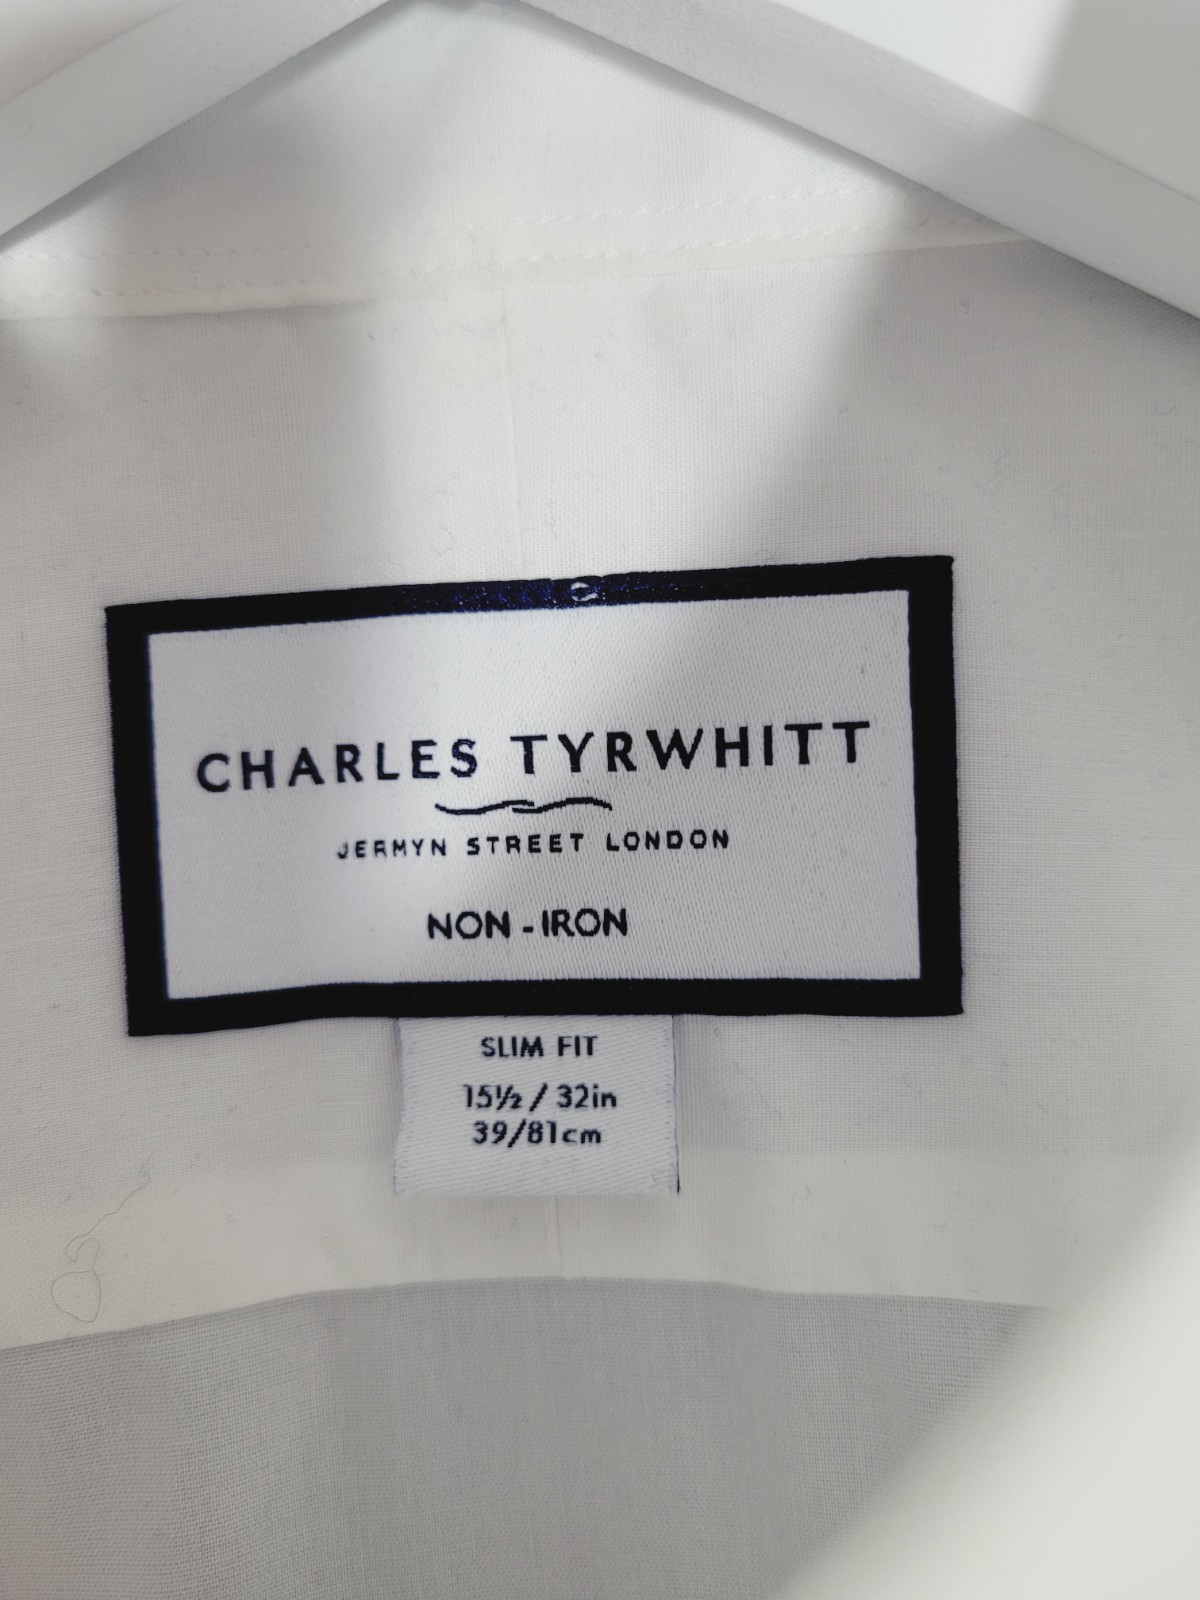 CHARLES TYRWHITT
JERMYN STREET LONDON
NON-IRON
SLIM FIT
15½ / 32in
39/81cm